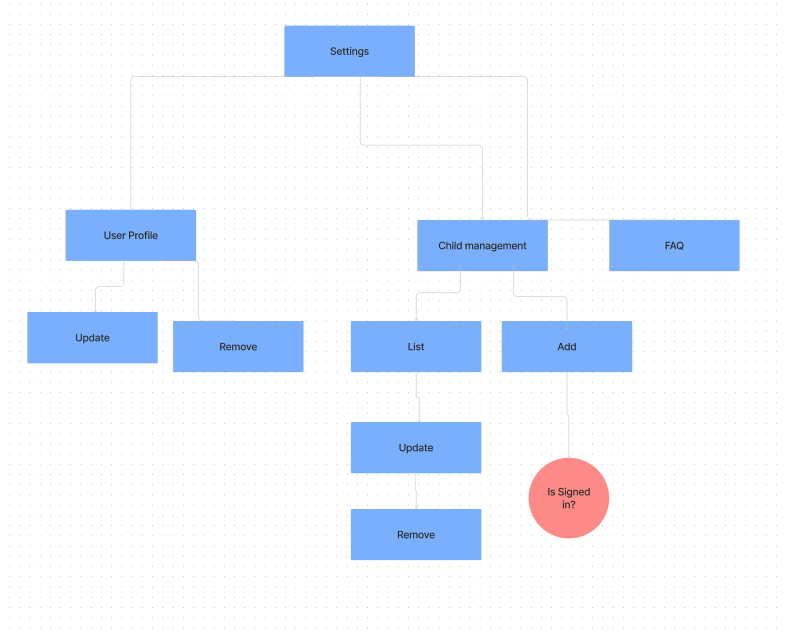 Settings
User Profile
Child management
FAQ
Update
Remove
List
Add
Update
Is Signed
in?
Remove